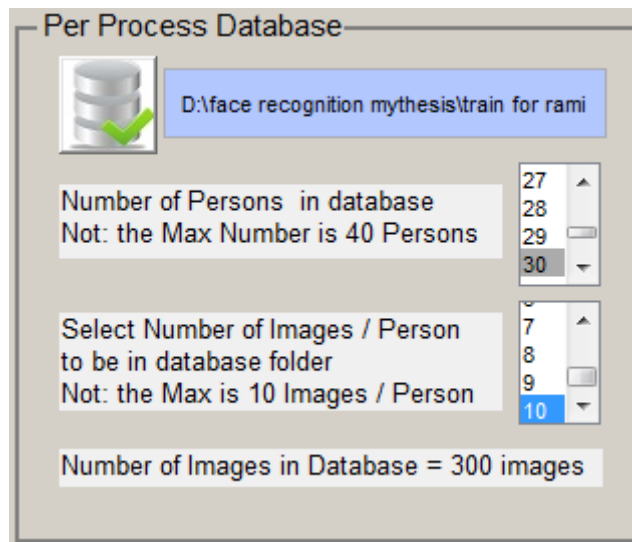 Per Process Database
D:\face recognition mythesis\train for rami
Number of Persons in database
Not: the Max Number is 40 Persons
27
28
29
30
Select Number of Images / Person
to be in database folder
Not: the Max is 10 Images / Person
7
8
9
10
Number of Images in Database = 300 images